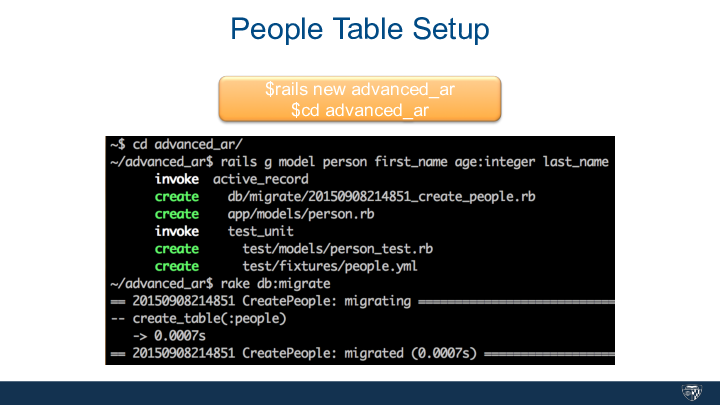 People Table Setup
$rails new advanced_ar
$cd advanced_ar
~$ cd advanced_ar/
~/advanced_ar$ rails g model person first_name age:integer last_name
invoke active_record
create db/migrate/20150908214851_create_people.rb
create app/models/person.rb
invoke test_unit
create test/models/person_test.rb
create test/fixtures/people.yml
~/advanced_ar$ rake db:migrate
== 20150908214851 CreatePeople: migrating ==============================
-- create_table(:people)
-> 0.0007s
== 20150908214851 CreatePeople: migrated (0.0007s) =====================